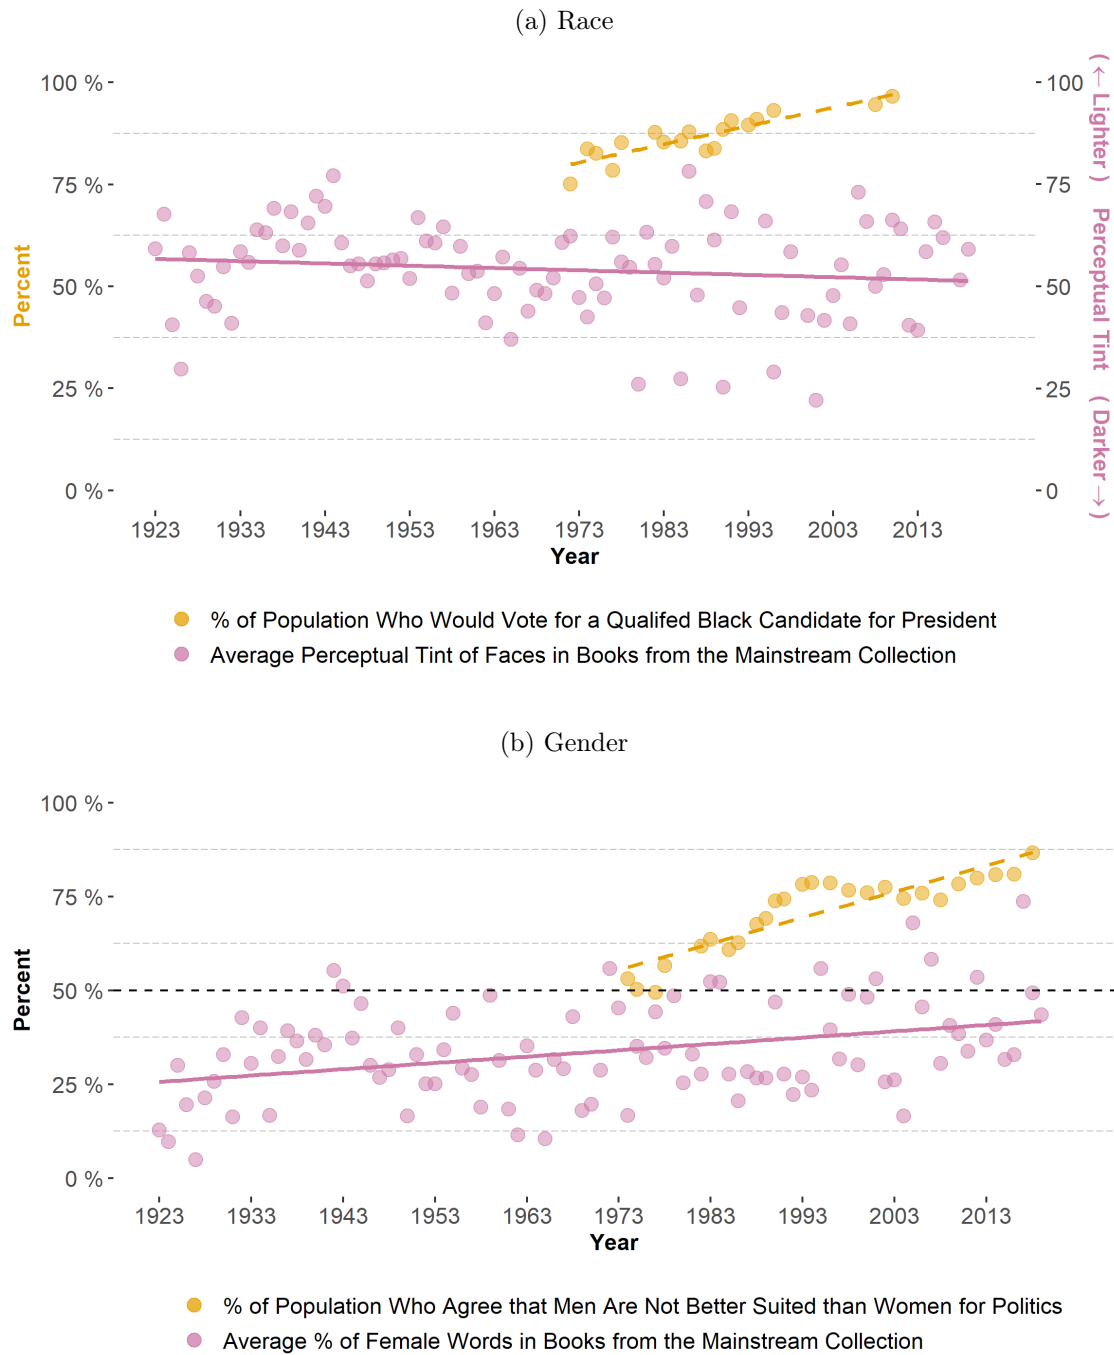 (a) Race
100 %
75 %
50 %
25 %
0 %
Percent
100
75
50
25
0
(← Lighter) Perceptual Tint (Darker →)
1923 1933 1943 1953 1963 1973 1983 1993 2003 2013
Year
% of Population Who Would Vote for a Qualifed Black Candidate for President
Average Perceptual Tint of Faces in Books from the Mainstream Collection
(b) Gender
100 %
75 %
50 %
25 %
0 %
Percent
1923 1933 1943 1953 1963 1973 1983 1993 2003 2013
Year
% of Population Who Agree that Men Are Not Better Suited than Women for Politics
Average % of Female Words in Books from the Mainstream Collection